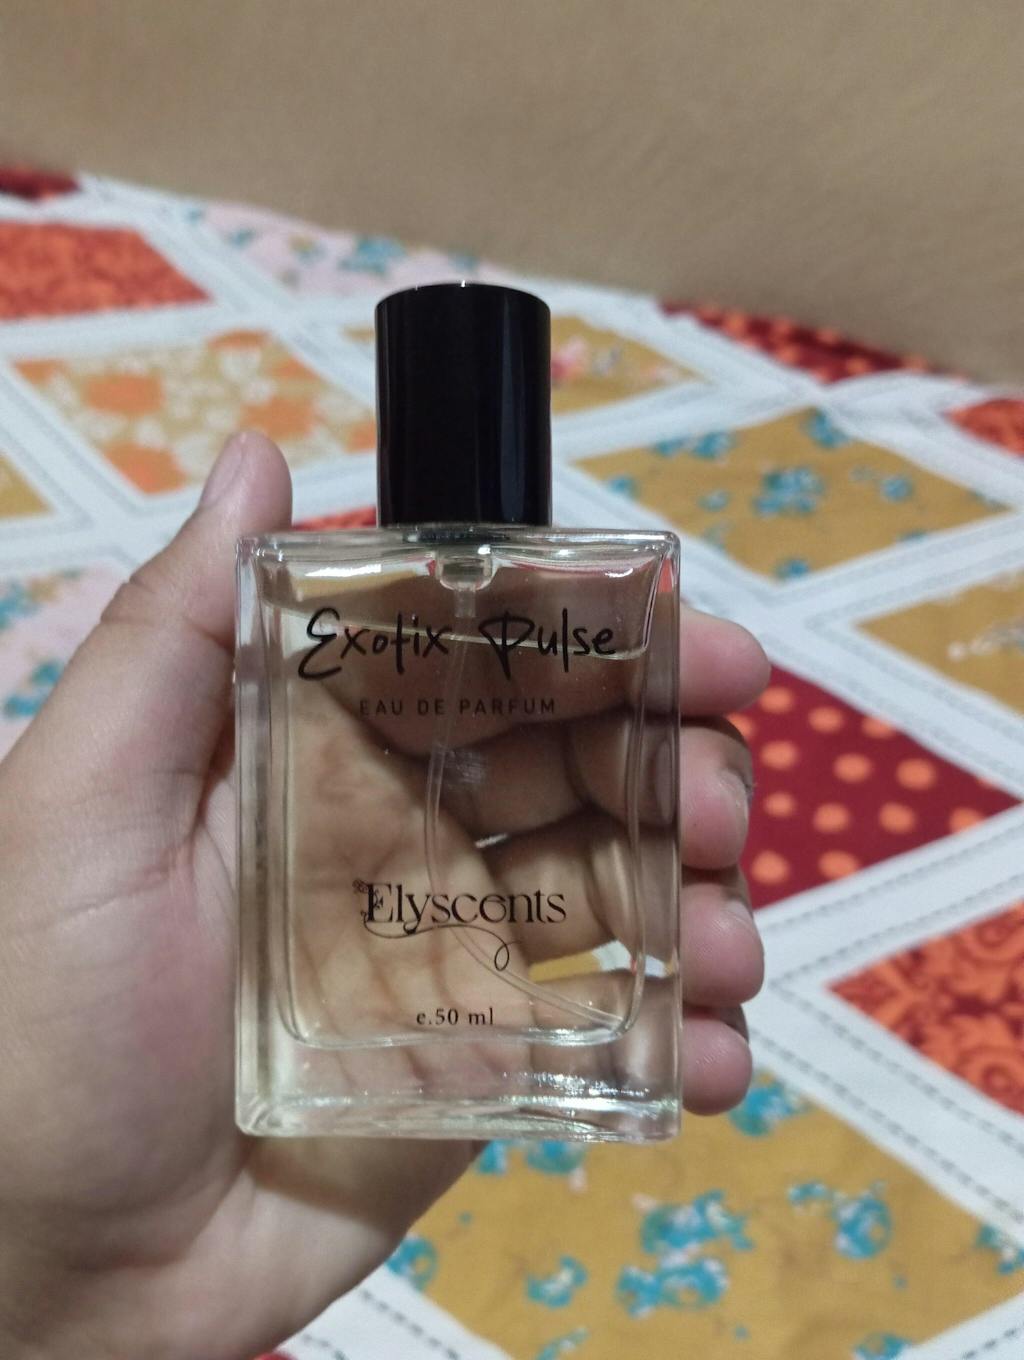 Exotix Pulse
EAU DE PARFUM
Elyscents
e.50 ml